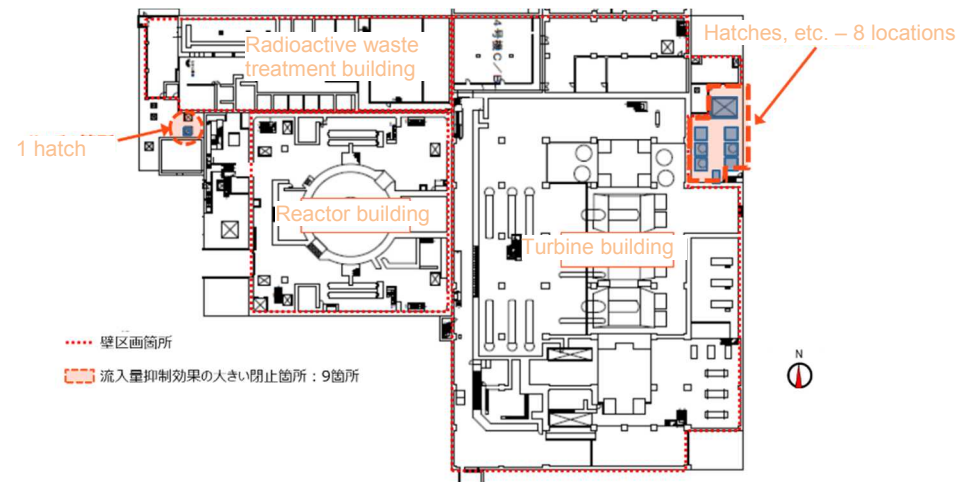 Hatches, etc. – 8 locations
Radioactive waste
treatment building
1 hatch
Reactor building
Turbine building
壁区画箇所
流入量抑制効果の大きい閉止箇所：9箇所
N